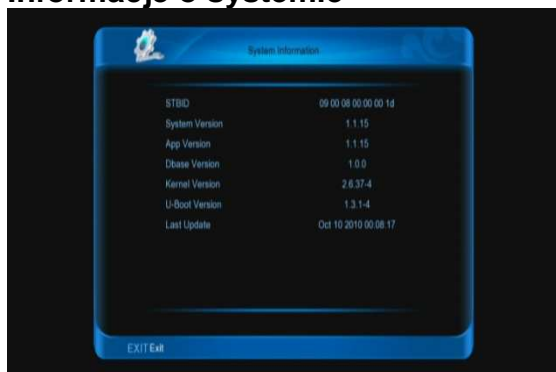 Informacje o systemie
System Information
STBID 09 00 08 00 00 00 1d
System Version 1.1.15
App Version 1.1.15
Dbase Version 1.0.0
Kernel Version 2.6.37-4
U-Boot Version 1.3.1-4
Last Update Oct 10 2010 00.08.17
EXIT Exit